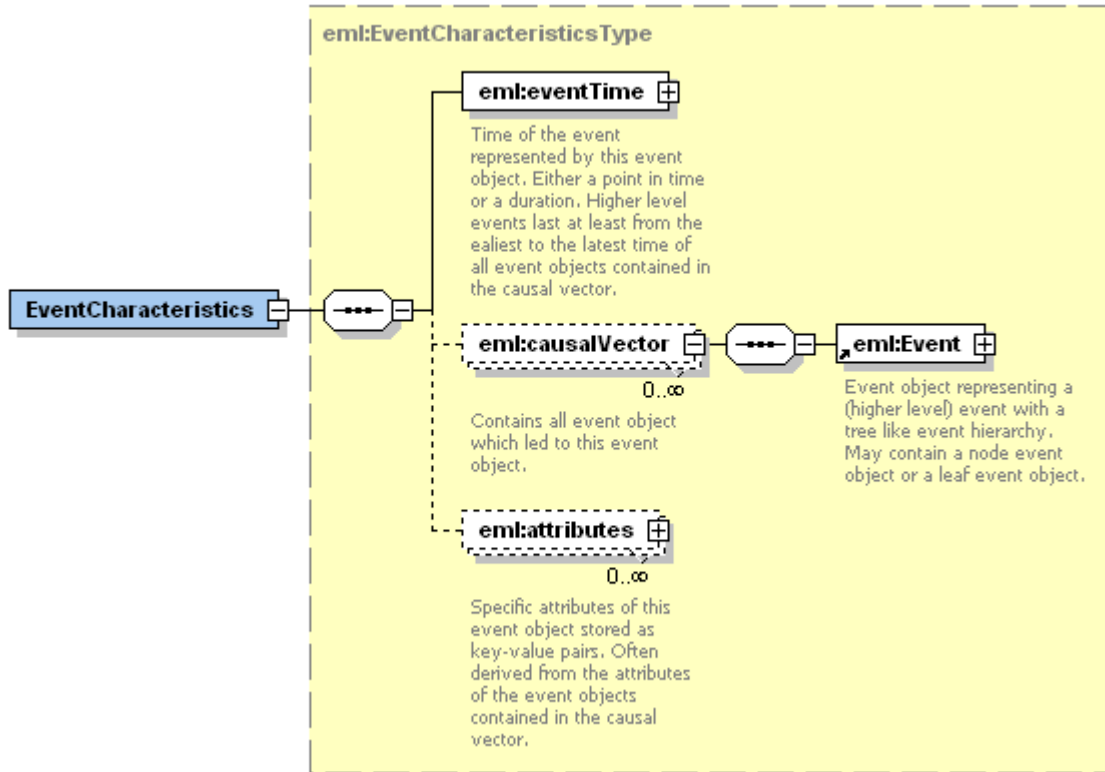 eml:EventCharacteristicsType
eml:eventTime
Time of the event
represented by this event
object. Either a point in time
or a duration. Higher level
events last at least from the
ealiest to the latest time of
all event objects contained in
the causal vector.
EventCharacteristics
eml:causalVector
0..∞
Contains all event object
which led to this event
object.
eml:Event
Event object representing a
(higher level) event with a
tree like event hierarchy.
May contain a node event
object or a leaf event object.
eml:attributes
0..∞
Specific attributes of this
event object stored as
key-value pairs. Often
derived from the attributes
of the event objects
contained in the causal
vector.